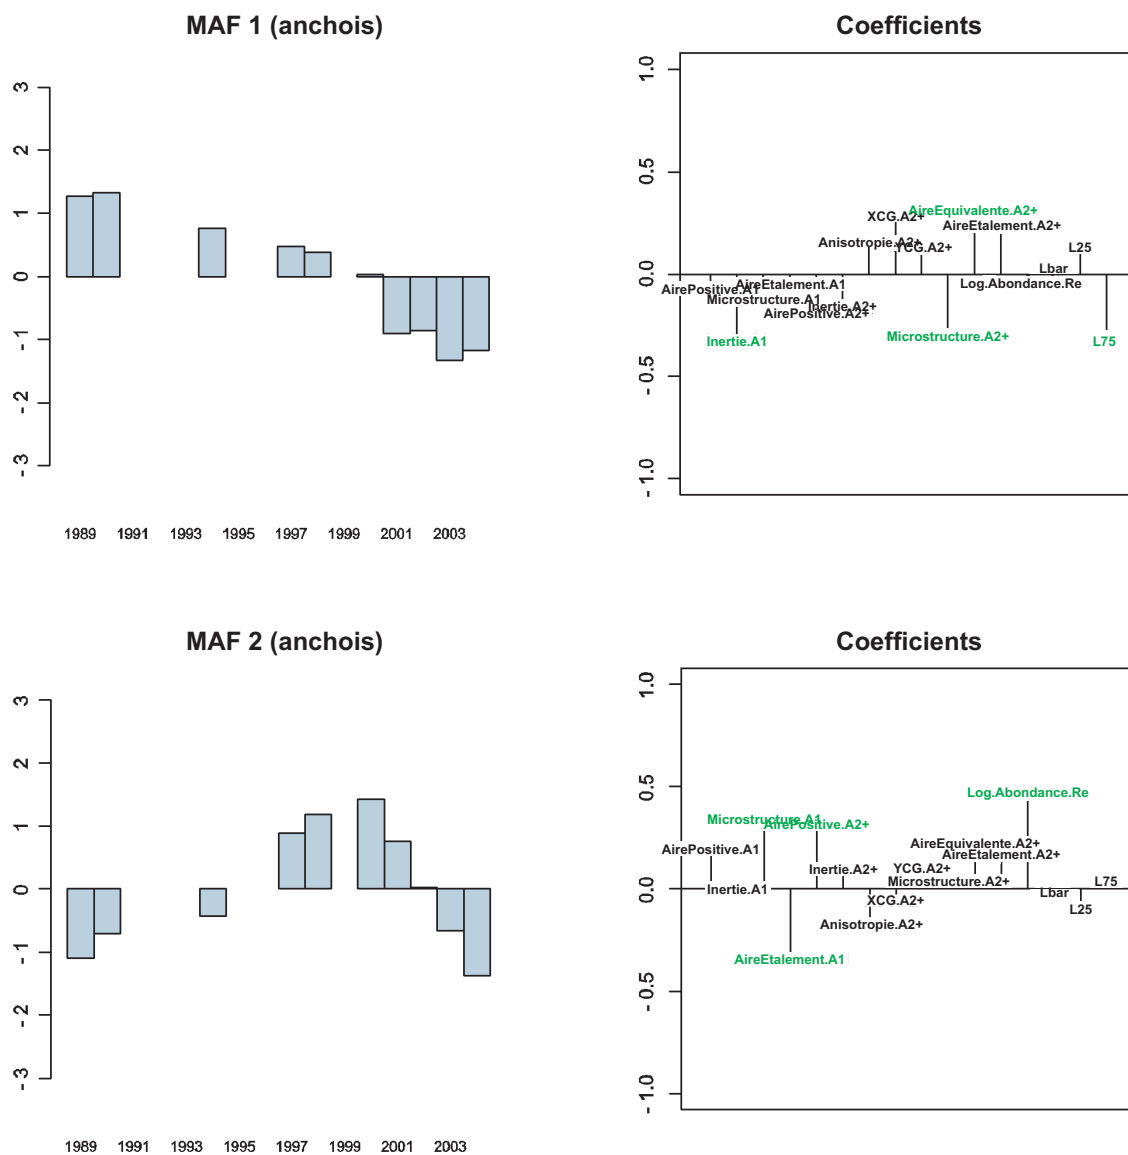 MAF 1 (anchois)
Coefficients
3
2
1
0
- 1
- 2
- 3
1989 1991 1993 1995 1997 1999 2001 2003
1.0
0.5
0.0
- 0.5
- 1.0
XCG.A2+
AireEquivalente.A2+
AireEtalement.A2+
Anisotropie.A2+
YCG.A2+
L25
Lbar
AirePositive.A1
AireEtalement.A1
Log.Abondance.Re
Microstructure.A1
Inertie.A2+
AirePositive.A2+
Inertie.A1
Microstructure.A2+
L75
MAF 2 (anchois)
Coefficients
3
2
1
0
- 1
- 2
- 3
1989 1991 1993 1995 1997 1999 2001 2003
1.0
0.5
0.0
- 0.5
- 1.0
Log.Abondance.Re
Microstructure.A1
AirePositive.A2+
AirePositive.A1
AireEquivalente.A2+
AireEtalement.A2+
Inertie.A2+
YCG.A2+
Microstructure.A2+
L75
Inertie.A1
Lbar
XCG.A2+
L25
Anisotropie.A2+
AireEtalement.A1